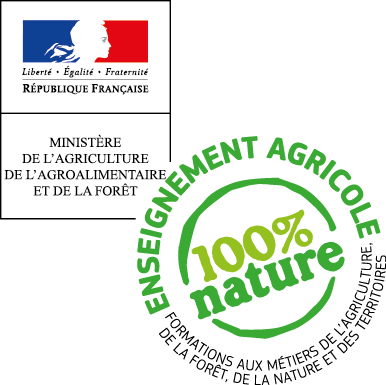 Liberté • Égalité • Fraternité
RÉPUBLIQUE FRANÇAISE
MINISTÈRE
DE L'AGRICULTURE
DE L'AGROALIMENTAIRE
ET DE LA FORÊT
ENSEIGNEMENT AGRICOLE
100%
nature
FORMATIONS AUX MÉTIERS DE L'AGRICULTURE,
DE LA FORÊT, DE LA NATURE ET DES TERRITOIRES